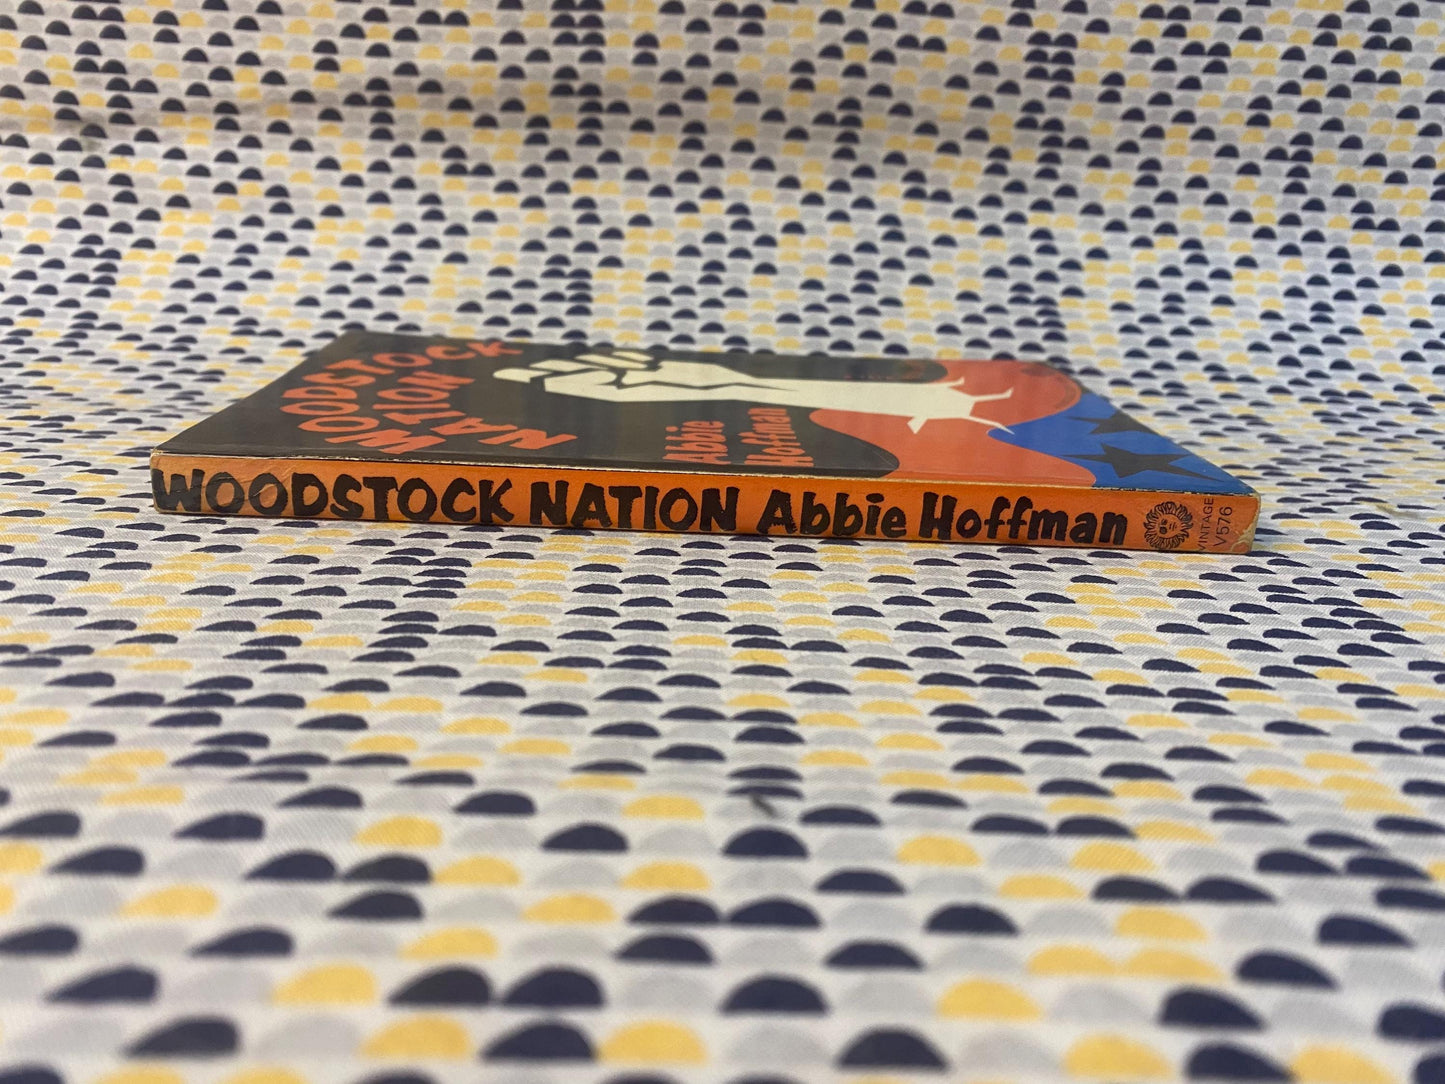 WOODSTOCK
NATION
Abbie
Hoffman
WOODSTOCK NATION Abbie Hoffman
VINTAGE
V576